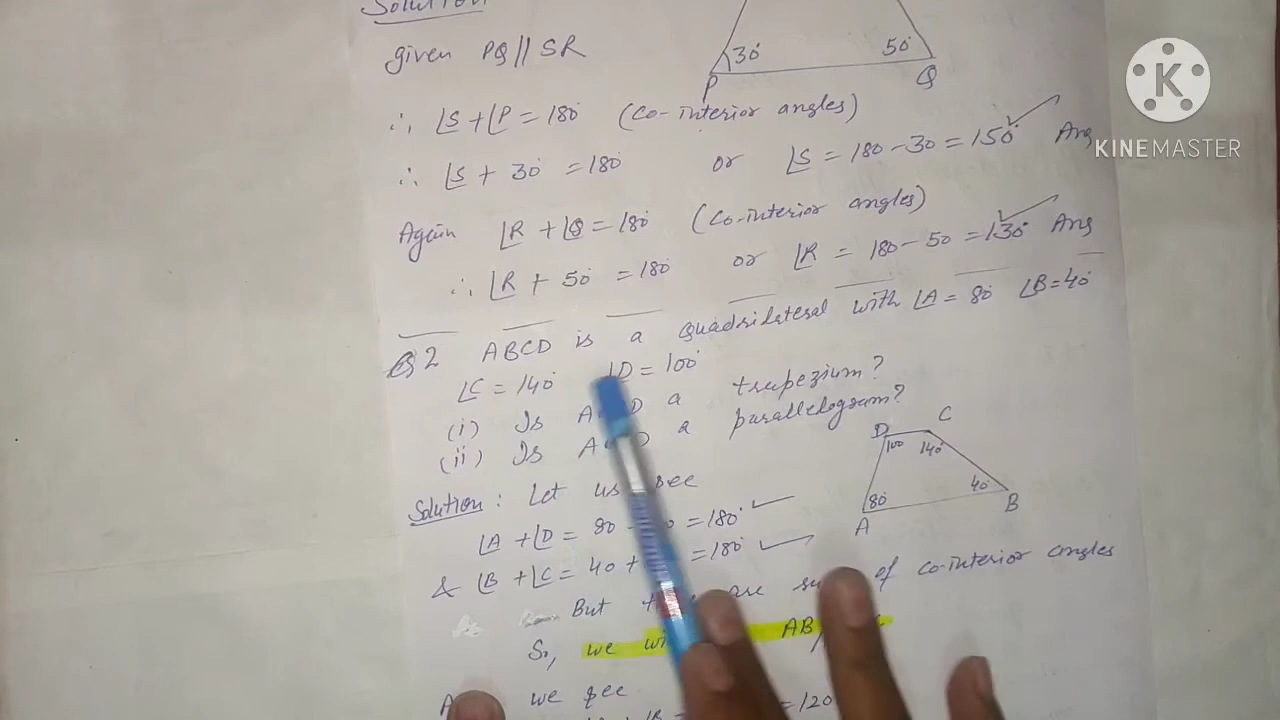 Solution
given PQ || SR
30° 50°
P Q
K
KINEMASTER
∴ ∠S + ∠P = 180° (Co-interior angles)
∴ ∠S + 30° = 180° or ∠S = 180 - 30 = 150° Ans
Again ∠R + ∠Q = 180° (Co-interior angles)
∴ ∠R + 50° = 180° or ∠R = 180 - 50 = 130° Ans
Q2 ABCD is a quadrilateral with ∠A = 80° ∠B = 40°
∠C = 140° ∠D = 100°
(i) Is a trapezium?
(ii) Is a parallelogram?
D C
100 140°
80° 40°
A B
Solution: Let us see
∠A + ∠D = 80 = 180°
& ∠B + ∠C = 40 + = 180°
But are of co-interior angles
So, we AB
we see
= 120